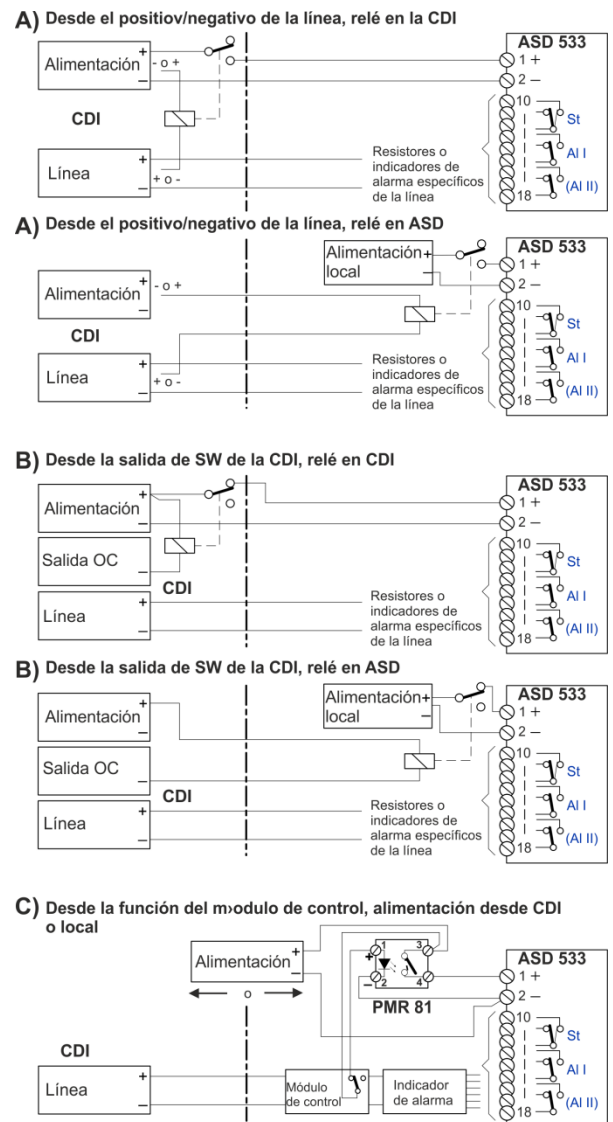 A) Desde el positiov/negativo de la línea, relé en la CDI
ASD 533
Alimentación
+
–
- o +
1 +
2 –
10
CDI
St
Línea
+
–
+ o -
Resistores o
indicadores de
alarma específicos
de la línea
Al I
(Al II)
18
A) Desde el positivo/negativo de la línea, relé en ASD
ASD 533
Alimentación
local
+
–
1 +
2 –
Alimentación
+
–
- o +
10
CDI
St
Línea
+
–
+ o -
Resistores o
indicadores de
alarma específicos
de la línea
Al I
(Al II)
18
B) Desde la salida de SW de la CDI, relé en CDI
ASD 533
Alimentación
+
–
1 +
2 –
10
Salida OC
–
CDI
St
Línea
+
–
Resistores o
indicadores de
alarma específicos
de la línea
Al I
(Al II)
18
B) Desde la salida de SW de la CDI, relé en ASD
ASD 533
Alimentación
local
+
–
1 +
2 –
Alimentación
+
10
Salida OC
–
CDI
St
Línea
+
–
Resistores o
indicadores de
alarma específicos
de la línea
Al I
(Al II)
18
C) Desde la función del m›odulo de control, alimentación desde CDI
o local
ASD 533
Alimentación
+
–
o
+
–
1
2
3
4
PMR 81
1 +
2 –
10
St
CDI
Línea
+
–
Módulo
de control
Indicador
de alarma
Al I
(Al II)
18